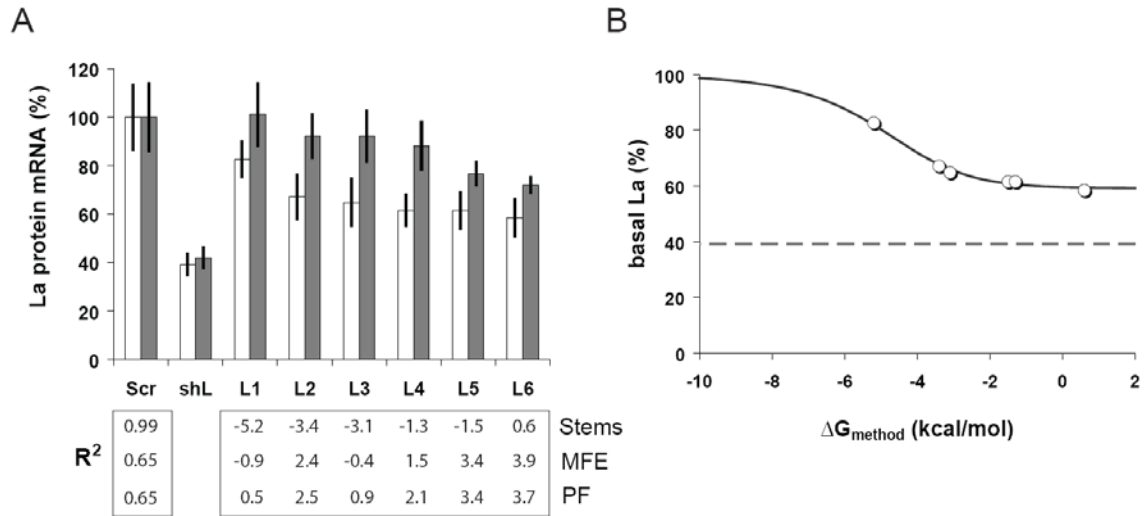 A
La protein mRNA (%)
120
100
80
60
40
20
0
Scr shL L1 L2 L3 L4 L5 L6
R²
0.99 -5.2 -3.4 -3.1 -1.3 -1.5 0.6 Stems
0.65 -0.9 2.4 -0.4 1.5 3.4 3.9 MFE
0.65 0.5 2.5 0.9 2.1 3.4 3.7 PF
B
basal La (%)
100
80
60
40
20
0
-10 -8 -6 -4 -2 0 2
ΔGmethod (kcal/mol)